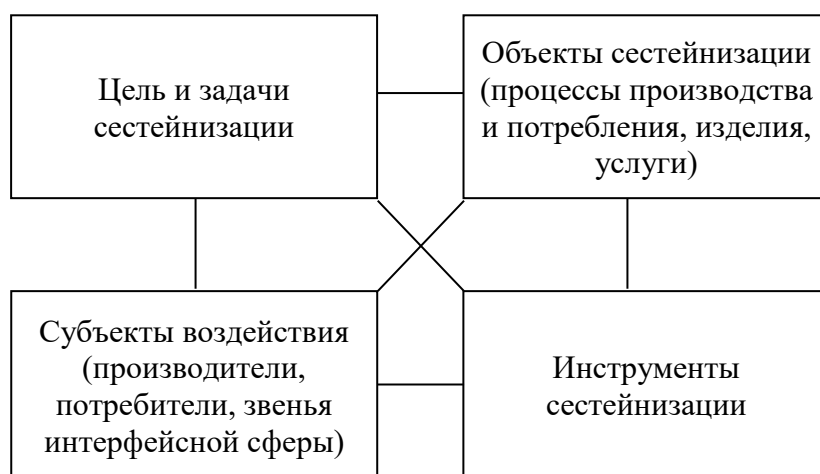 Цель и задачи
сестейнизации
Объекты сестейнизации
(процессы производства
и потребления, изделия,
услуги)
Субъекты воздействия
(производители,
потребители, звенья
интерфейсной сферы)
Инструменты
сестейнизации